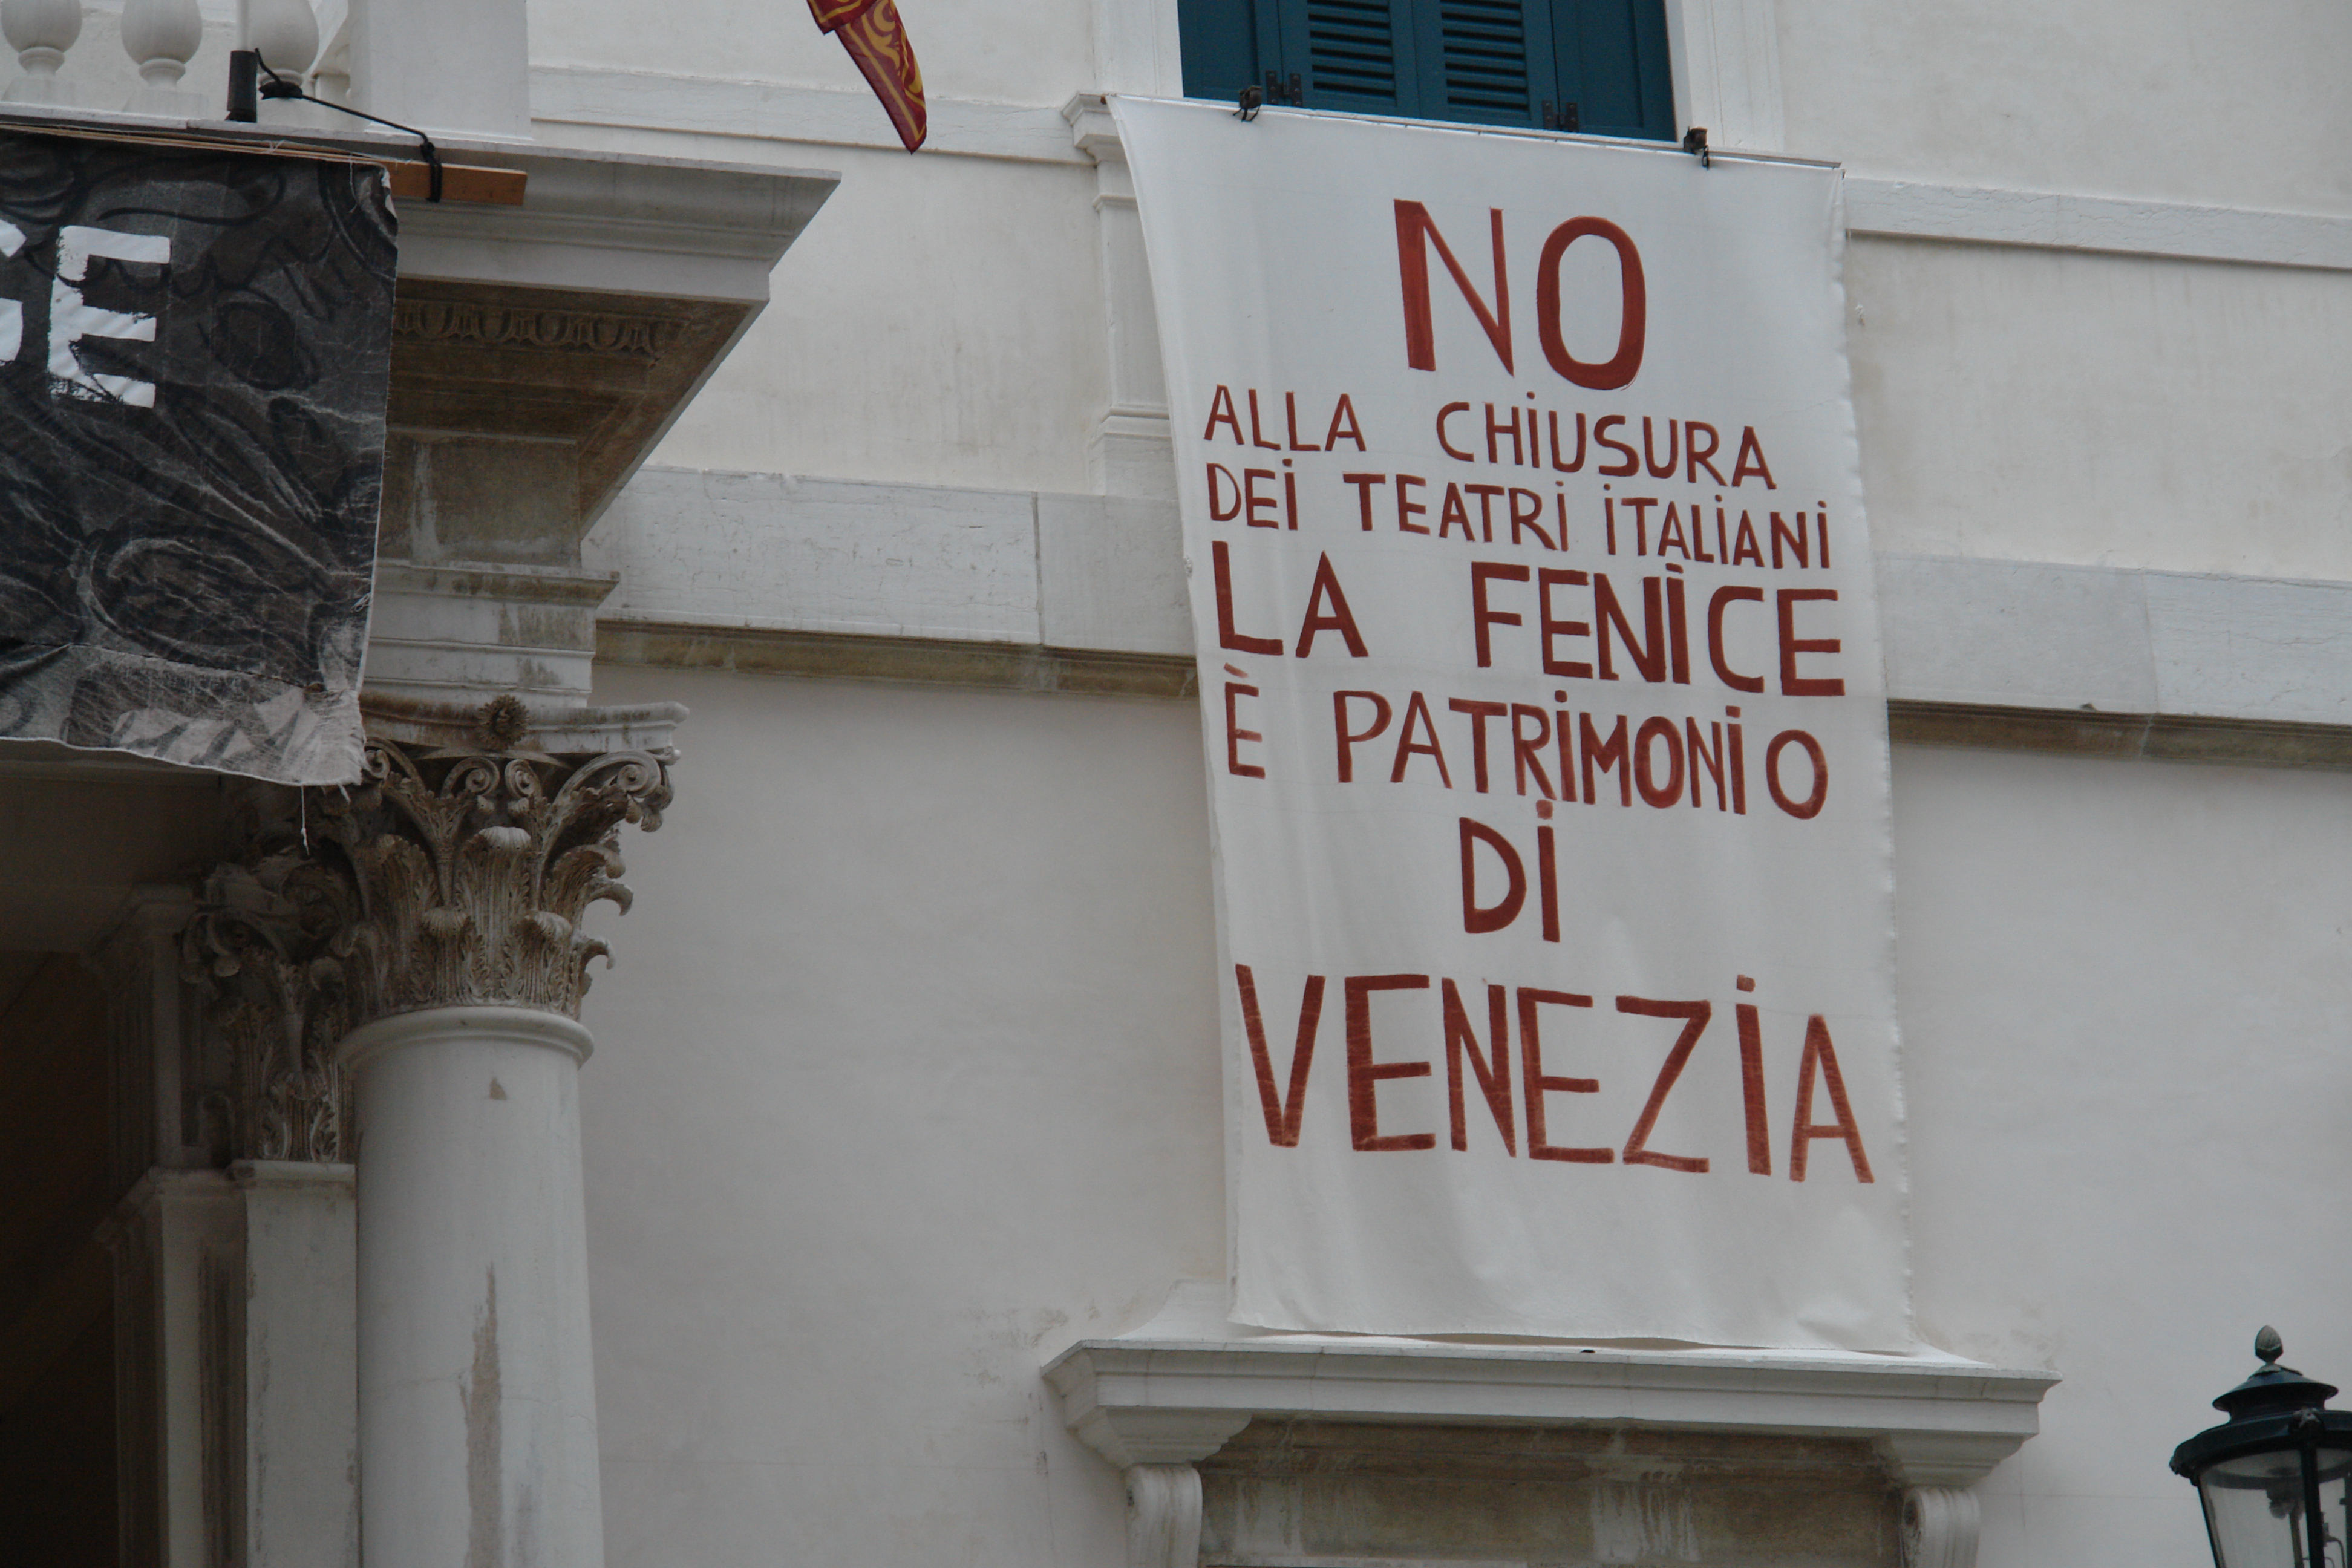 NO
ALLA CHiUSURA
DEi TEATRi iTALiANi
LA FENiCE
È PATRiMONiO
Di
VENEZiA